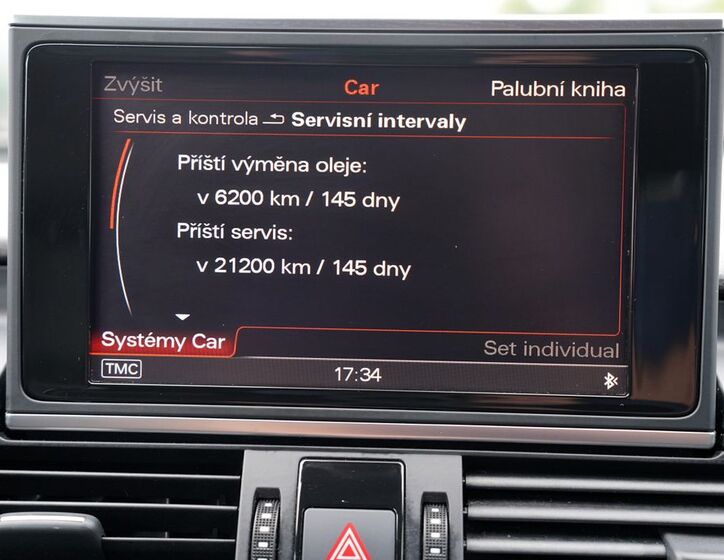 Zvýšit Car Palubní kniha
Servis a kontrola Servisní intervaly
Příští výměna oleje:
v 6200 km / 145 dny
Příští servis:
v 21200 km / 145 dny
Systémy Car Set individual
TMC 17:34